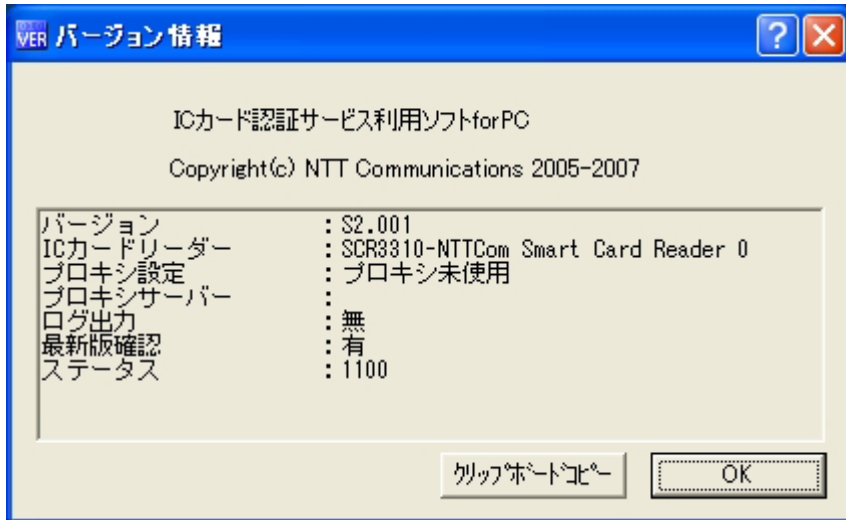 VER バージョン情報
ICカード認証サービス利用ソフトforPC
Copyright(c) NTT Communications 2005-2007
バージョン : S2.001
ICカードリーダー : SCR3310-NTTCom Smart Card Reader 0
プロキシ設定 : プロキシ未使用
プロキシサーバー :
ログ出力 : 無
最新版確認 : 有
ステータス : 1100
クリップボードコピー OK